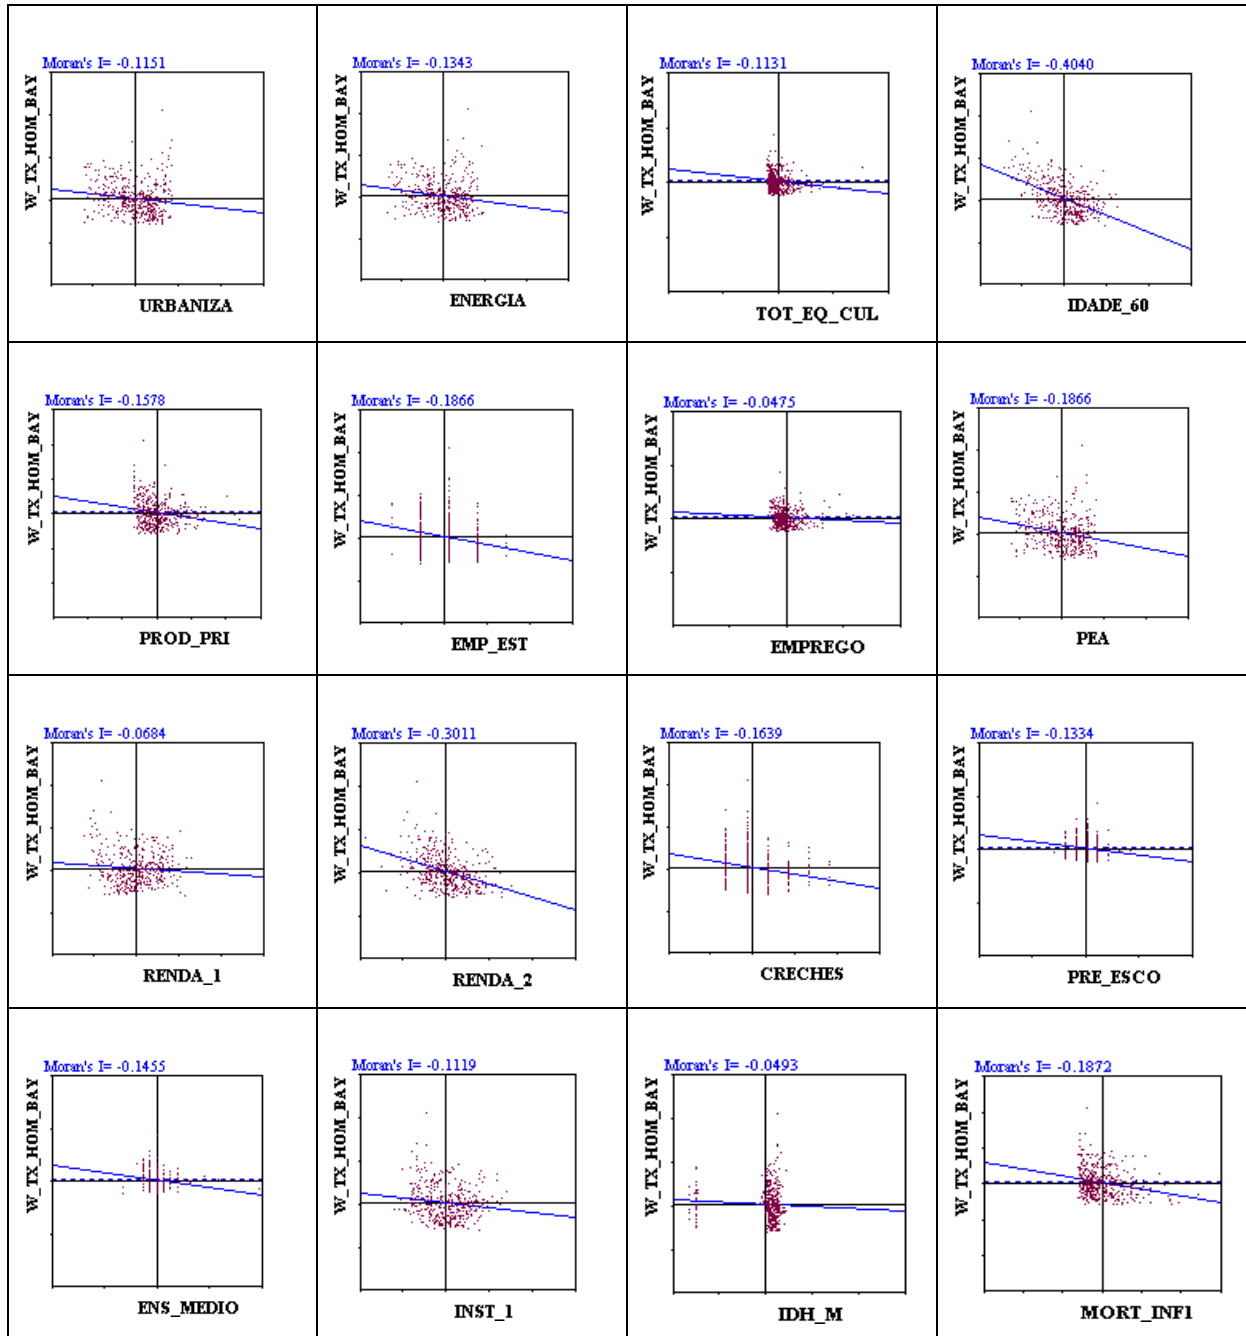 Moran's I= -0.1151
W_TX_HOM_BAY
URBANIZA
Moran's I= -0.1343
W_TX_HOM_BAY
ENERGIA
Moran's I= -0.1131
W_TX_HOM_BAY
TOT_EQ_CUL
Moran's I= -0.4040
W_TX_HOM_BAY
IDADE_60
Moran's I= -0.1578
W_TX_HOM_BAY
PROD_PRI
Moran's I= -0.1866
W_TX_HOM_BAY
EMP_EST
Moran's I= -0.0475
W_TX_HOM_BAY
EMPREGO
Moran's I= -0.1866
W_TX_HOM_BAY
PEA
Moran's I= -0.0684
W_TX_HOM_BAY
RENDA_1
Moran's I= -0.3011
W_TX_HOM_BAY
RENDA_2
Moran's I= -0.1639
W_TX_HOM_BAY
CRECHES
Moran's I= -0.1334
W_TX_HOM_BAY
PRE_ESCO
Moran's I= -0.1455
W_TX_HOM_BAY
ENS_MEDIO
Moran's I= -0.1119
W_TX_HOM_BAY
INST_1
Moran's I= -0.0493
W_TX_HOM_BAY
IDH_M
Moran's I= -0.1872
W_TX_HOM_BAY
MORT_INF1